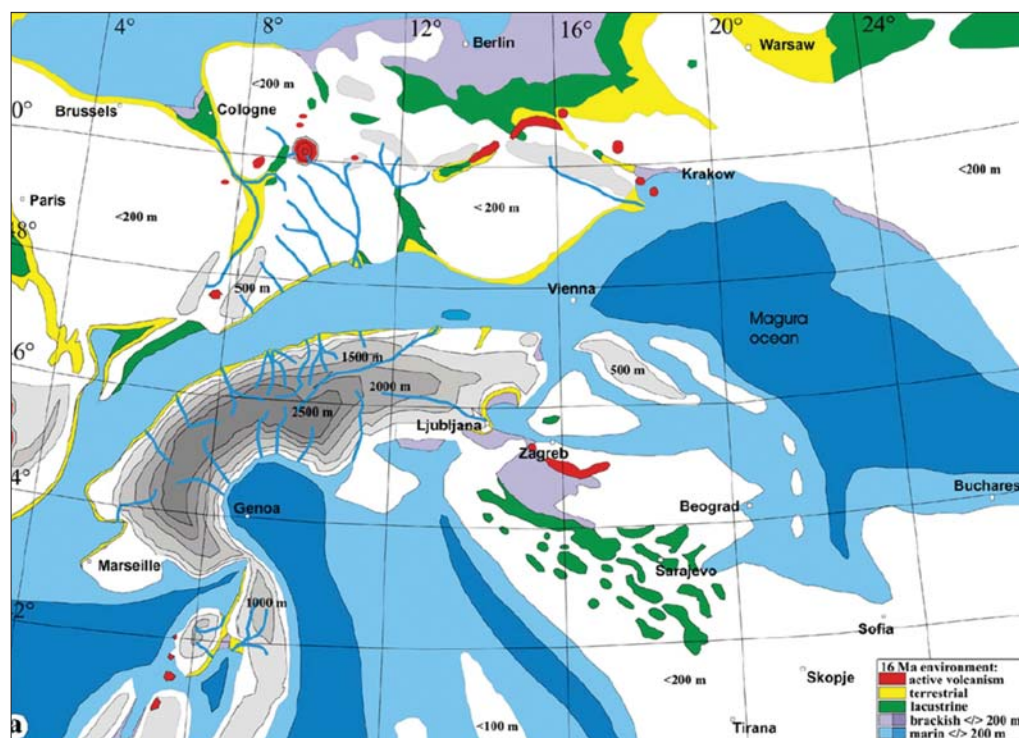 4°
8°
12°
16°
20°
24°
Berlin
Warsaw
<200 m
Brussels
Cologne
0°
Krakow
<200 m
Paris
<200 m
<200 m
8°
500 m
Vienna
Magura
ocean
6°
1500 m
500 m
2000 m
2500 m
Ljubljana
Zagreb
4°
Genoa
Beograd
Buchares
Marseille
Sarajevo
1000 m
2°
Sofia
<200 m
Skopje
<100 m
Tirana
a
16 Ma environment:
active volcanism
terrestrial
lacustrine
brackish </> 200 m
marin </> 200 m